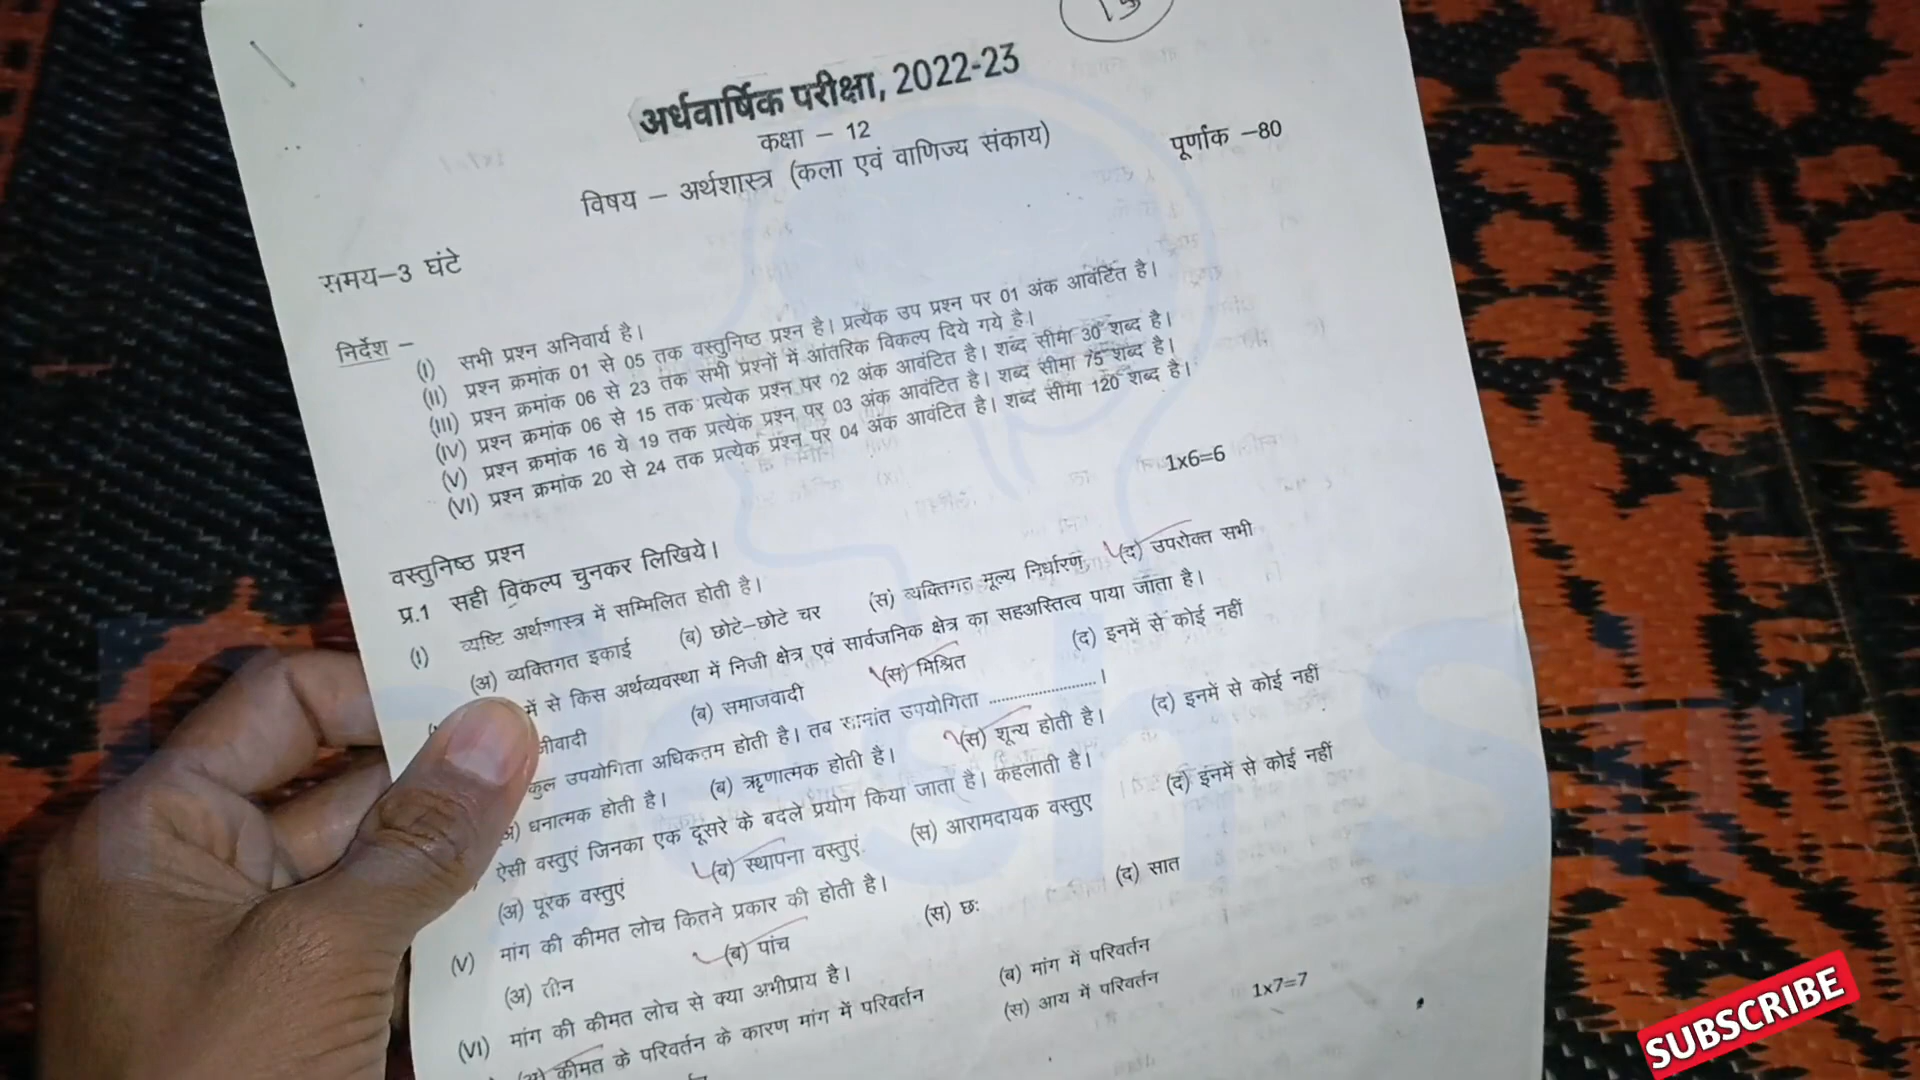 अर्धवार्षिक परीक्षा, 2022-23
कक्षा – 12
विषय – अर्थशास्त्र (कला एवं वाणिज्य संकाय)
पूर्णाक –80
समय–3 घंटे
निर्देश –
(I) सभी प्रश्न अनिवार्य है।
(II) प्रश्न क्रमांक 01 से 05 तक वस्तुनिष्ठ प्रश्न है। प्रत्येक उप प्रश्न पर 01 अंक आवंटित है।
(III) प्रश्न क्रमांक 06 से 23 तक सभी प्रश्नों में आंतरिक विकल्प दिये गये है।
(IV) प्रश्न क्रमांक 06 से 15 तक प्रत्येक प्रश्न पर 02 अंक आवंटित है। शब्द सीमा 30 शब्द है।
(V) प्रश्न क्रमांक 16 ये 19 तक प्रत्येक प्रश्न पर 03 अंक आवंटित है। शब्द सीमा 75 शब्द है।
(VI) प्रश्न क्रमांक 20 से 24 तक प्रत्येक प्रश्न पर 04 अंक आवंटित है। शब्द सीमा 120 शब्द है।
1x6=6
वस्तुनिष्ठ प्रश्न
प्र.1 सही विकल्प चुनकर लिखिये।
(I) व्यष्टि अर्थशास्त्र में सम्मिलित होती है।
(अ) व्यक्तिगत इकाई (ब) छोटे–छोटे चर (स) व्यक्तिगत मूल्य निर्धारण (द) उपरोक्त सभी
में से किस अर्थव्यवस्था में निजी क्षेत्र एवं सार्वजनिक क्षेत्र का सहअस्तित्व पाया जाता है।
जीवादी (ब) समाजवादी (स) मिश्रित (द) इनमें से कोई नहीं
कुल उपयोगिता अधिकतम होती है। तब सीमांत उपयोगिता ........................।
(अ) धनात्मक होती है। (ब) ऋृणात्मक होती है। (स) शून्य होती है। (द) इनमें से कोई नहीं
ऐसी वस्तुएं जिनका एक दूसरे के बदले प्रयोग किया जाता है। कहलाती है।
(अ) पूरक वस्तुएं (ब) स्थापना वस्तुएं (स) आरामदायक वस्तुए (द) इनमें से कोई नहीं
(V) मांग की कीमत लोच कितने प्रकार की होती है।
(अ) तीन (ब) पांच (स) छः (द) सात
(VI) मांग की कीमत लोच से क्या अभीप्राय है।
(अ) कीमत के परिवर्तन के कारण मांग में परिवर्तन (ब) मांग में परिवर्तन
(स) आय में परिवर्तन
1x7=7
SUBSCRIBE